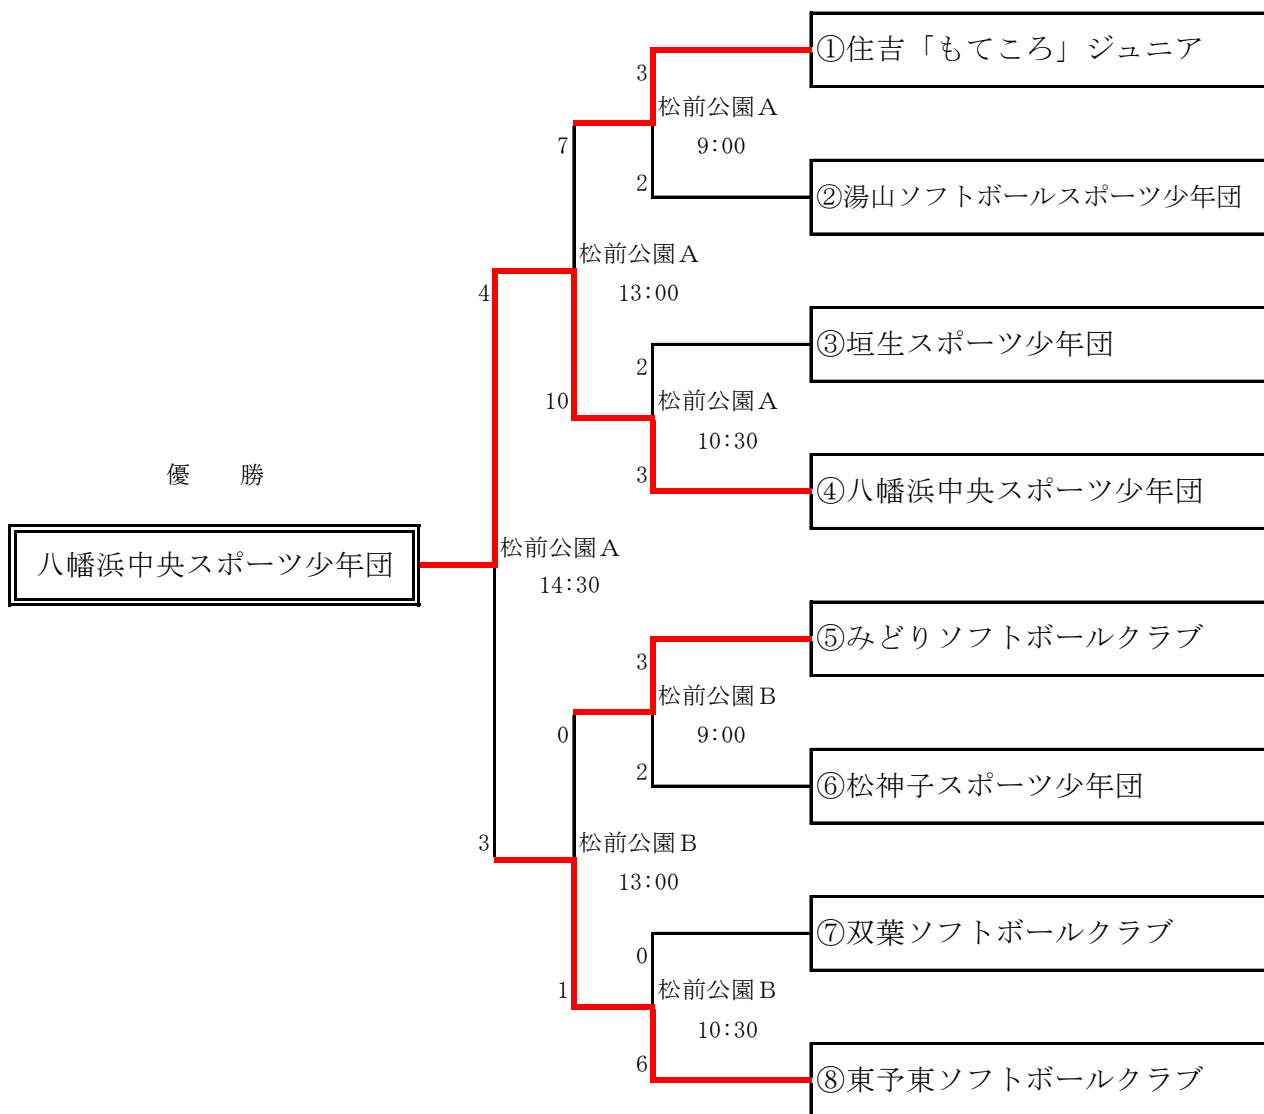 ①住吉「もてころ」ジュニア
3
松前公園A
7
9:00
2
②湯山ソフトボールスポーツ少年団
松前公園A
4
13:00
③垣生スポーツ少年団
2
10
松前公園A
10:30
優　勝
3
④八幡浜中央スポーツ少年団
八幡浜中央スポーツ少年団
松前公園A
14:30
⑤みどりソフトボールクラブ
3
松前公園B
0
9:00
2
⑥松神子スポーツ少年団
3
松前公園B
13:00
⑦双葉ソフトボールクラブ
0
1
松前公園B
10:30
6
⑧東予東ソフトボールクラブ